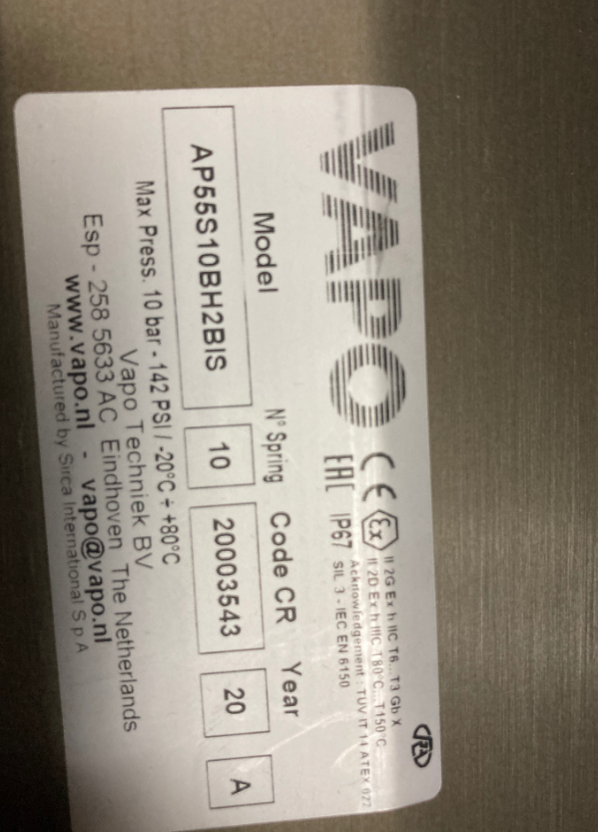 VAPO
CE Ex II 2G Ex h IIC T6...T3 Gb X
II 2D Ex h IIIC T80°C...T150°C
Acknowledgement : TUV IT 14 ATEX
EAC IP67 SIL 3 - IEC EN 6150
Model N° Spring Code CR Year
AP55S10BH2BIS 10 20003543 20 A
Max Press. 10 bar - 142 PSI / -20°C ÷ +80°C
Vapo Techniek BV
Esp - 258 5633 AC Eindhoven The Netherlands
www.vapo.nl - vapo@vapo.nl
Manufactured by Sirca International S p A